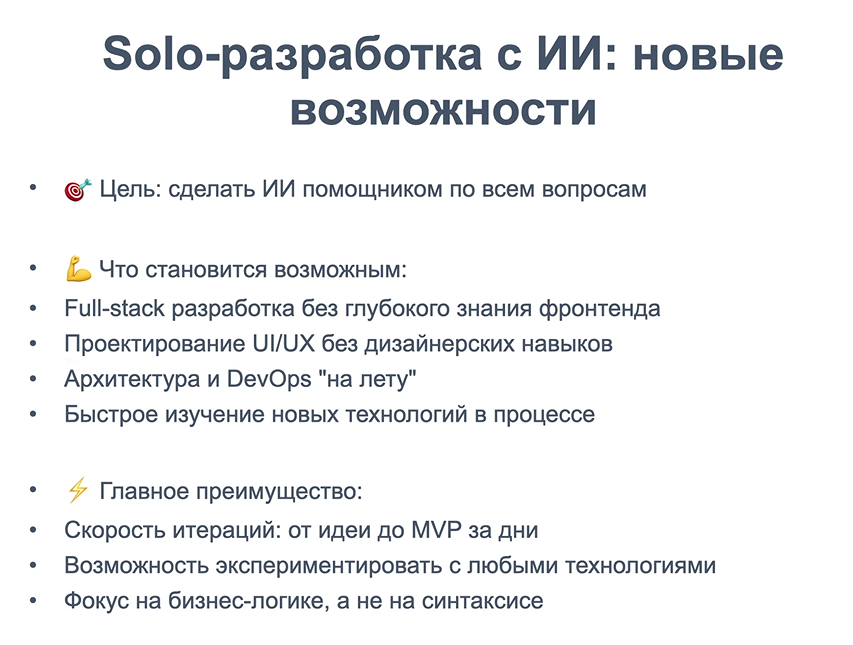 Solo-разработка с ИИ: новые
возможности
• 🎯 Цель: сделать ИИ помощником по всем вопросам
• 💪 Что становится возможным:
• Full-stack разработка без глубокого знания фронтенда
• Проектирование UI/UX без дизайнерских навыков
• Архитектура и DevOps "на лету"
• Быстрое изучение новых технологий в процессе
• ⚡ Главное преимущество:
• Скорость итераций: от идеи до MVP за дни
• Возможность экспериментировать с любыми технологиями
• Фокус на бизнес-логике, а не на синтаксисе